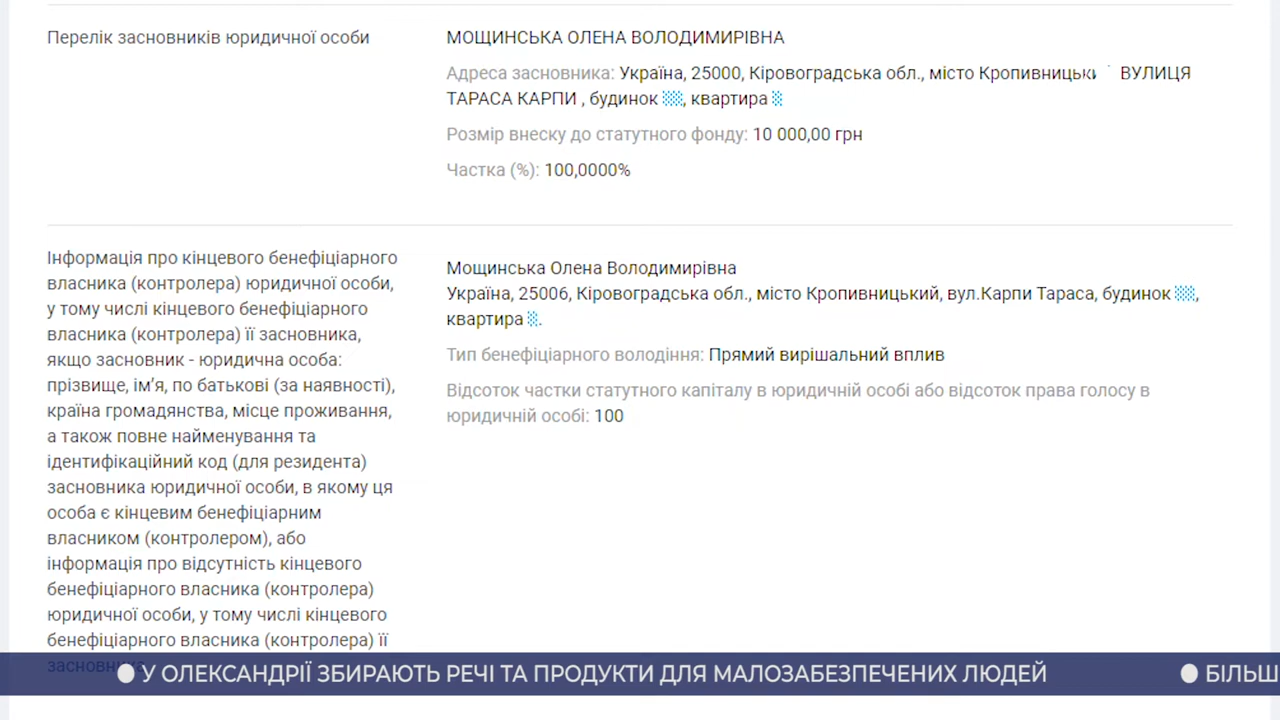 Перелік засновників юридичної особи
МОЩИНСЬКА ОЛЕНА ВОЛОДИМИРІВНА
Адреса засновника: Україна, 25000, Кіровоградська обл., місто ВУЛИЦЯ
ТАРАСА КАРПИ , будинок , квартира
Розмір внеску до статутного фонду: 10 000,00 грн
Частка (%): 100,0000%
Інформація про кінцевого бенефіціарного
власника (контролера) юридичної особи,
у тому числі кінцевого бенефіціарного
власника (контролера) її засновника,
якщо засновник - юридична особа:
прізвище, ім’я, по батькові (за наявності),
країна громадянства, місце проживання,
а також повне найменування та
ідентифікаційний код (для резидента)
засновника юридичної особи, в якому ця
особа є кінцевим бенефіціарним
власником (контролером), або
інформація про відсутність кінцевого
бенефіціарного власника (контролера)
юридичної особи, у тому числі кінцевого
бенефіціарного власника (контролера) її
Мощинська Олена Володимирівна
Україна, 25006, Кіровоградська обл., місто Кропивницький, вул.Карпи Тараса, будинок ,
квартира .
Тип бенефіціарного володіння: Прямий вирішальний вплив
Відсоток частки статутного капіталу в юридичній особі або відсоток права голосу в
юридичній особі: 100
У ОЛЕКСАНДРІЇ ЗБИРАЮТЬ РЕЧІ ТА ПРОДУКТИ ДЛЯ МАЛОЗАБЕЗПЕЧЕНИХ ЛЮДЕЙ БІЛЬШ